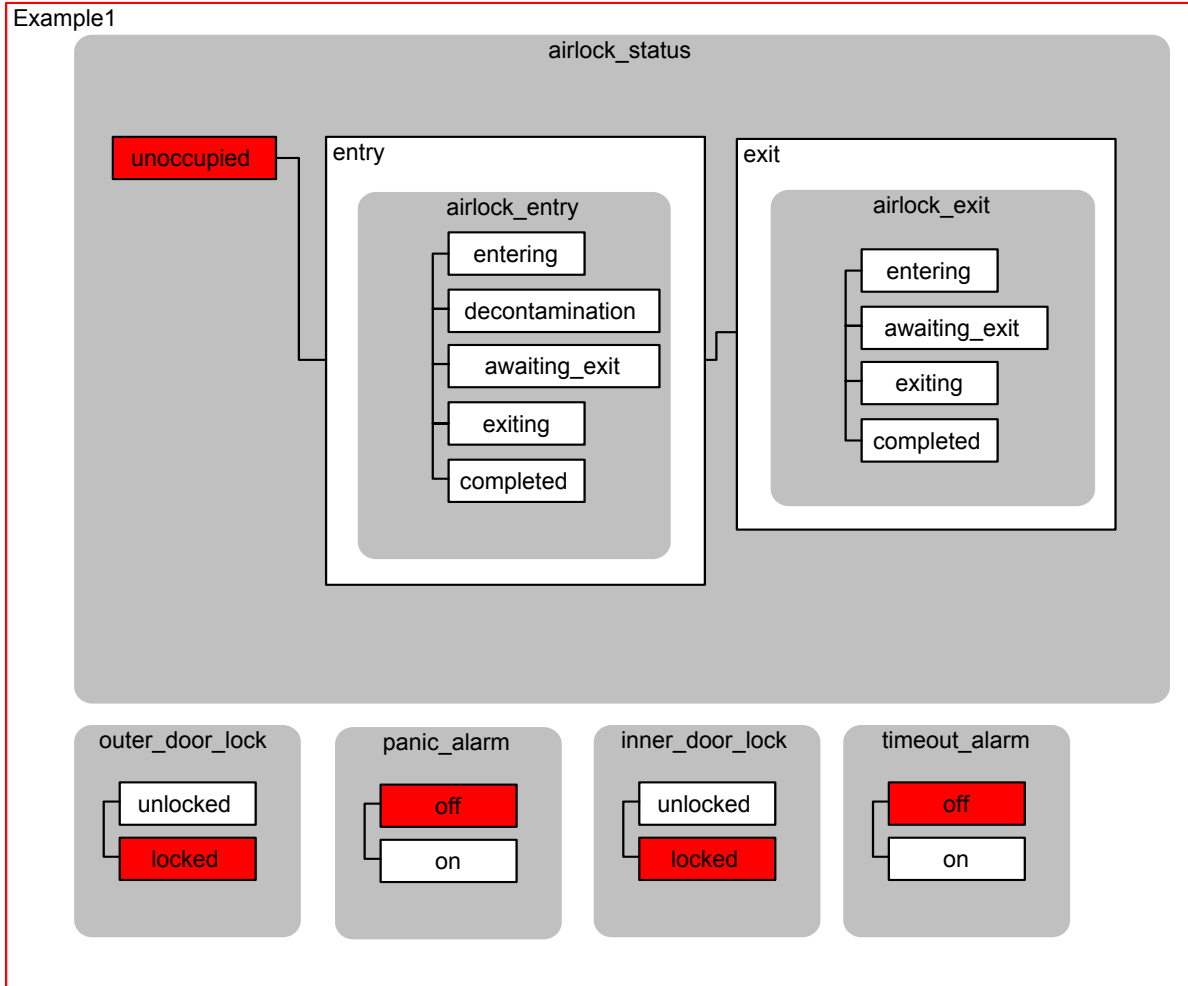 Example1
airlock_status
unoccupied
entry
airlock_entry
entering
decontamination
awaiting_exit
exiting
completed
exit
airlock_exit
entering
awaiting_exit
exiting
completed
outer_door_lock
unlocked
locked
panic_alarm
off
on
inner_door_lock
unlocked
locked
timeout_alarm
off
on